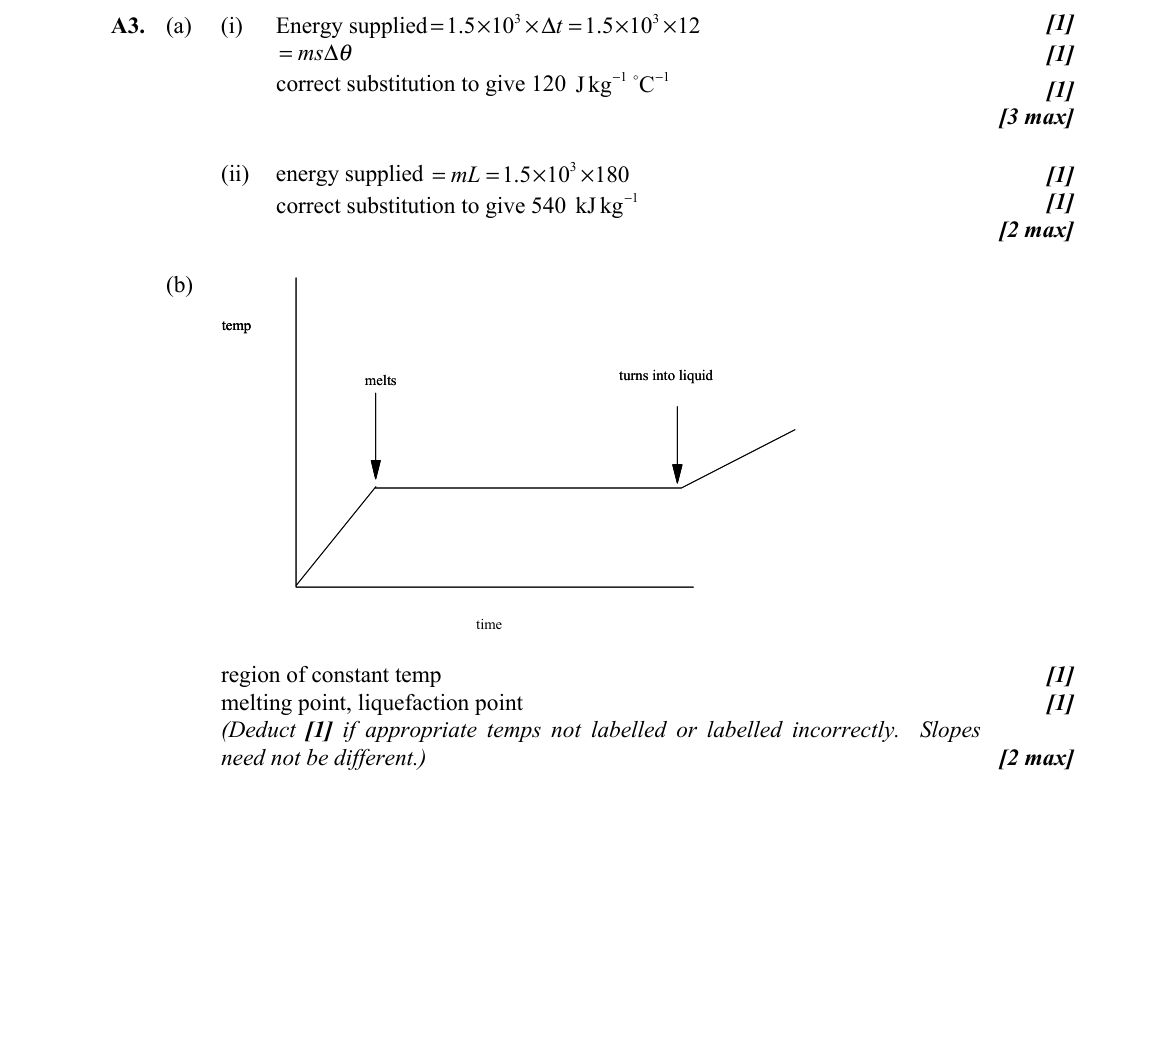 A3. (a) (i) Energy supplied = 1.5×10³ × Δt = 1.5×10³ ×12 [1]
= msΔθ [1]
correct substitution to give 120 J kg⁻¹ °C⁻¹ [1]
[3 max]
(ii) energy supplied = mL = 1.5×10³ ×180 [1]
correct substitution to give 540 kJ kg⁻¹ [1]
[2 max]
(b)
temp
turns into liquid
melts
time
region of constant temp [1]
melting point, liquefaction point [1]
(Deduct [1] if appropriate temps not labelled or labelled incorrectly. Slopes
need not be different.) [2 max]